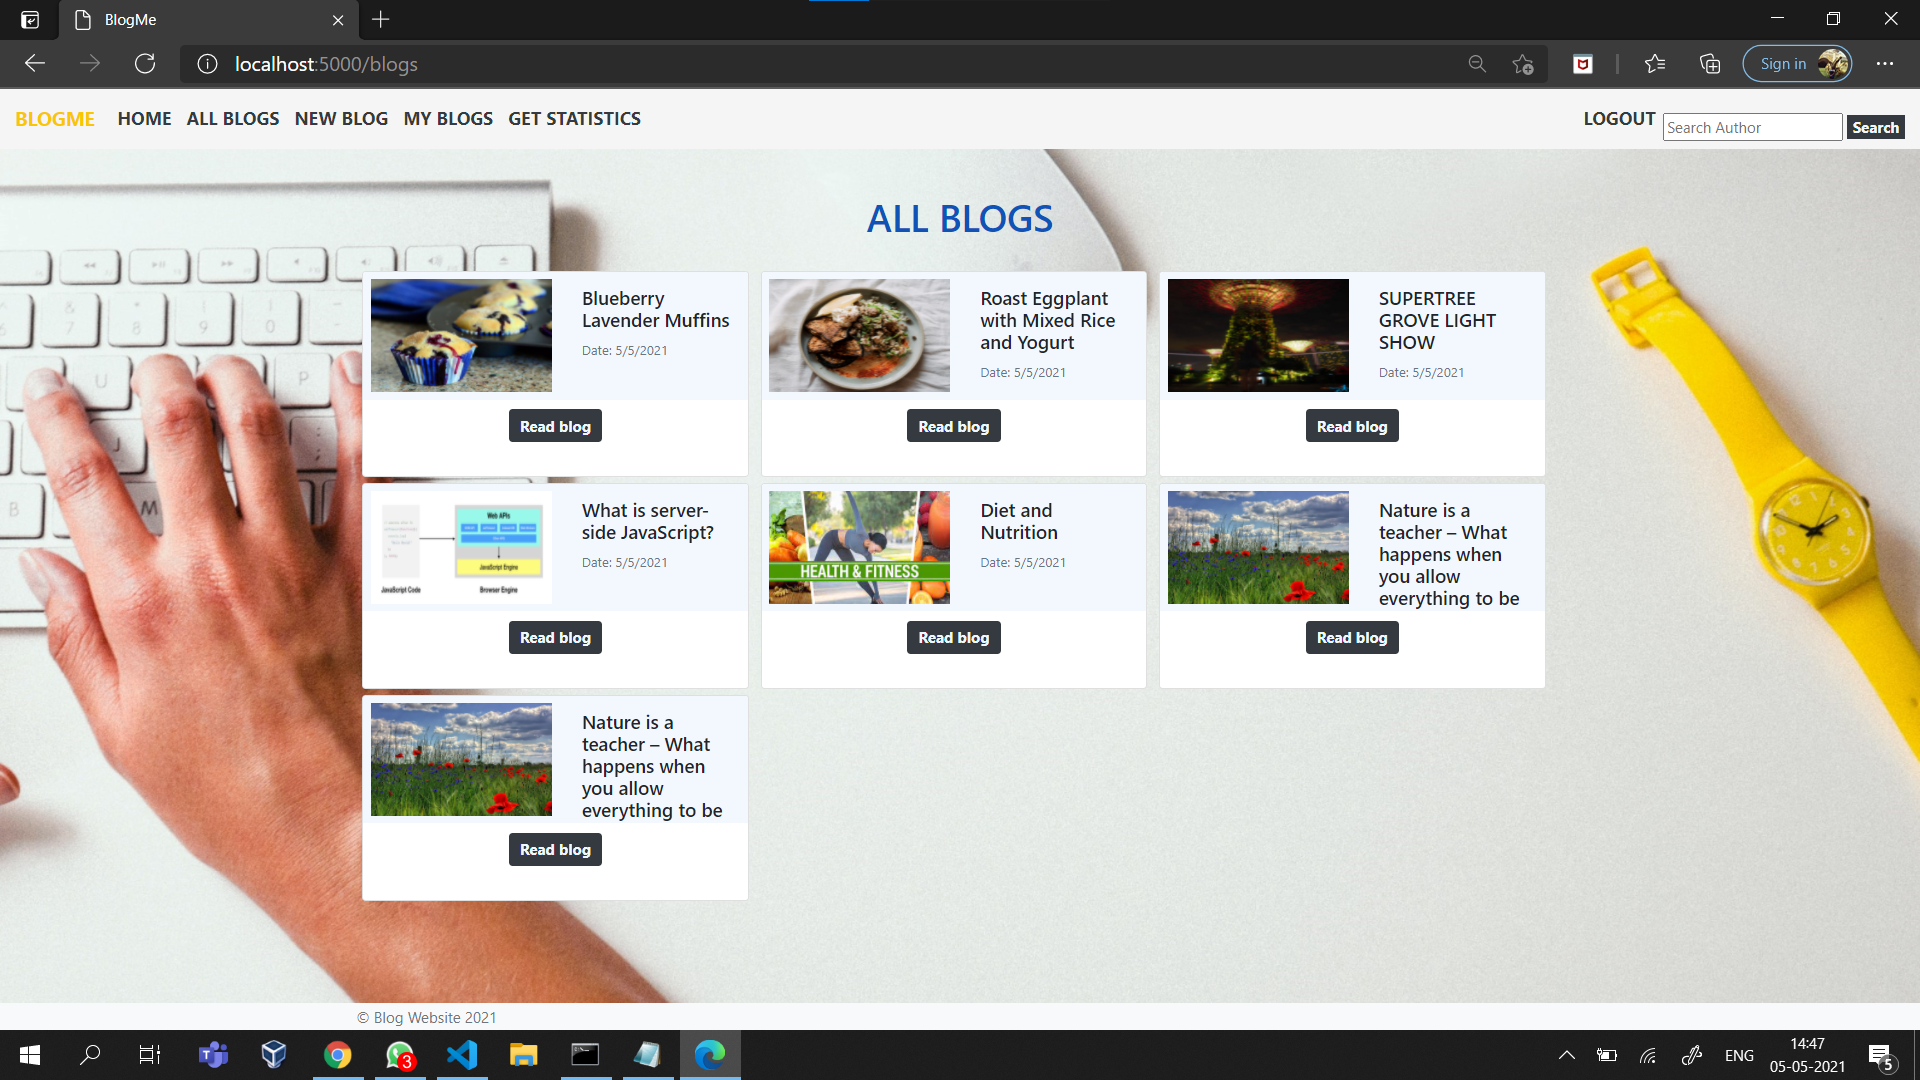 BlogMe
localhost:5000/blogs
Sign in
BLOGME HOME ALL BLOGS NEW BLOG MY BLOGS GET STATISTICS LOGOUT Search Author Search
ALL BLOGS
Blueberry
Lavender Muffins
Date: 5/5/2021
Read blog
Roast Eggplant
with Mixed Rice
and Yogurt
Date: 5/5/2021
Read blog
SUPERTREE
GROVE LIGHT
SHOW
Date: 5/5/2021
Read blog
Web APIs
JavaScript Engine
JavaScript Code
Browser Engine
What is server-
side JavaScript?
Date: 5/5/2021
Read blog
HEALTH & FITNESS
Diet and
Nutrition
Date: 5/5/2021
Read blog
Nature is a
teacher – What
happens when
you allow
everything to be
Read blog
Nature is a
teacher – What
happens when
you allow
everything to be
Read blog
© Blog Website 2021
3
ENG
14:47
05-05-2021
5